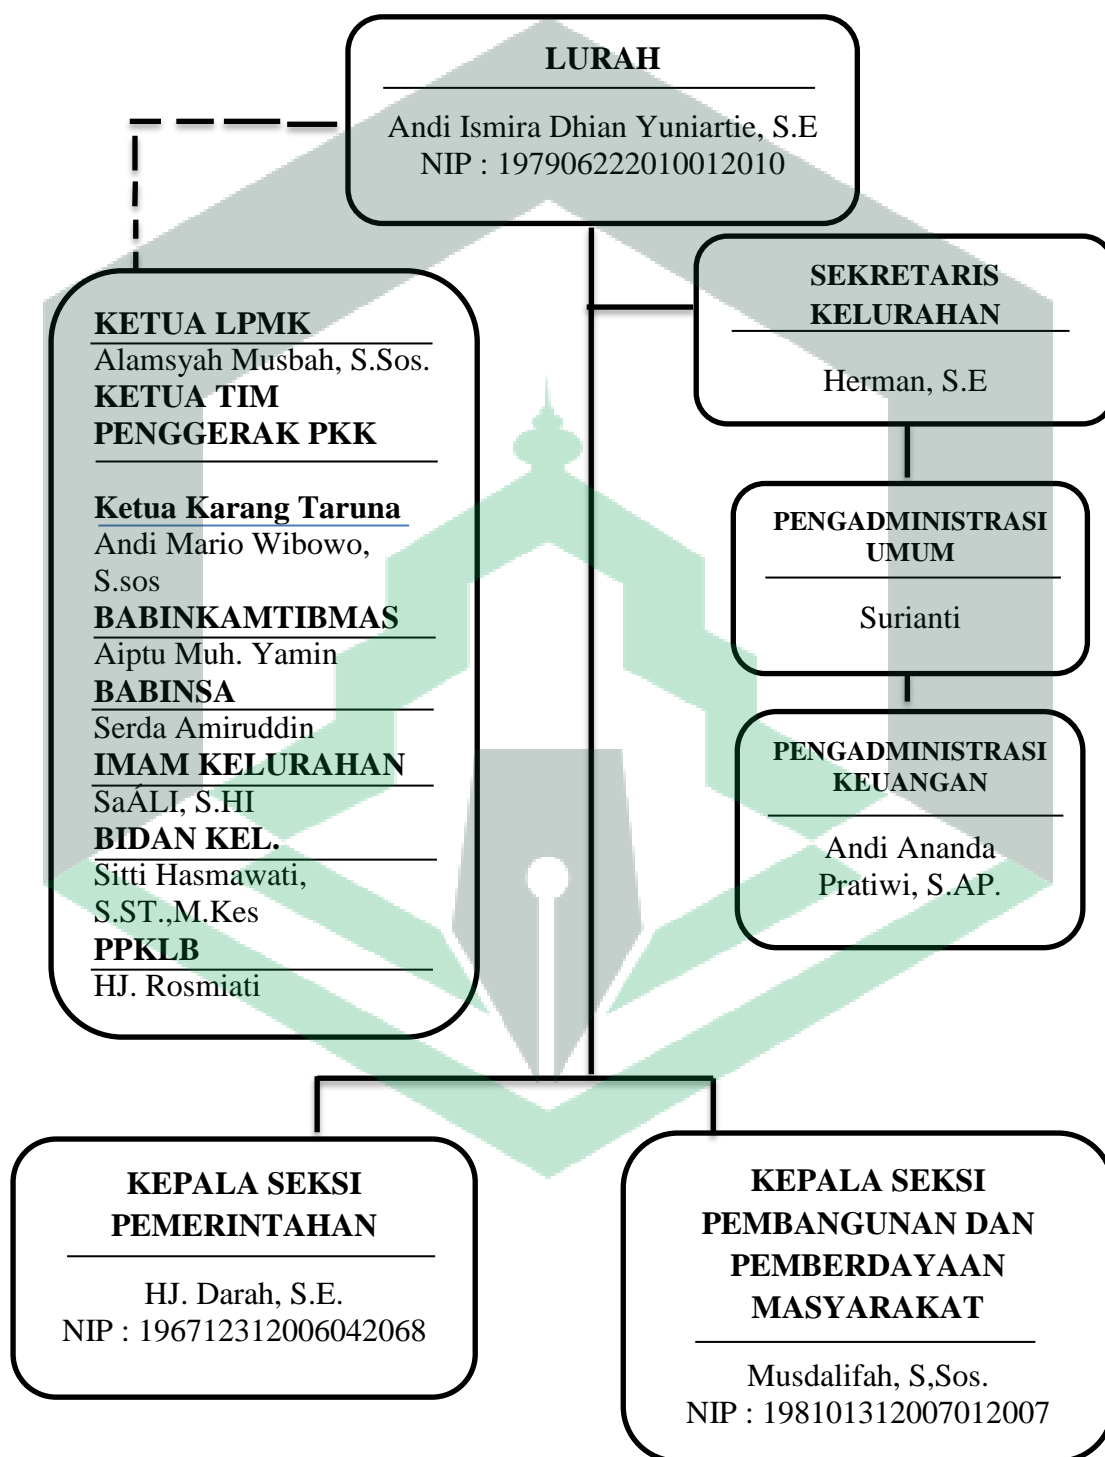 LURAH
Andi Ismira Dhian Yuniartie, S.E
NIP : 197906222010012010
SEKRETARIS
KELURAHAN
Herman, S.E
KETUA LPMK
Alamsyah Musbah, S.Sos.
KETUA TIM
PENGGERAK PKK
Ketua Karang Taruna
Andi Mario Wibowo,
S.sos
BABINKAMTIBMAS
Aiptu Muh. Yamin
BABINSA
Serda Amiruddin
IMAM KELURAHAN
SaÁLI, S.HI
BIDAN KEL.
Sitti Hasmawati,
S.ST.,M.Kes
PPKLB
HJ. Rosmiati
PENGADMINISTRASI
UMUM
Surianti
PENGADMINISTRASI
KEUANGAN
Andi Ananda
Pratiwi, S.AP.
KEPALA SEKSI
PEMERINTAHAN
HJ. Darah, S.E.
NIP : 196712312006042068
KEPALA SEKSI
PEMBANGUNAN DAN
PEMBERDAYAAN
MASYARAKAT
Musdalifah, S,Sos.
NIP : 198101312007012007